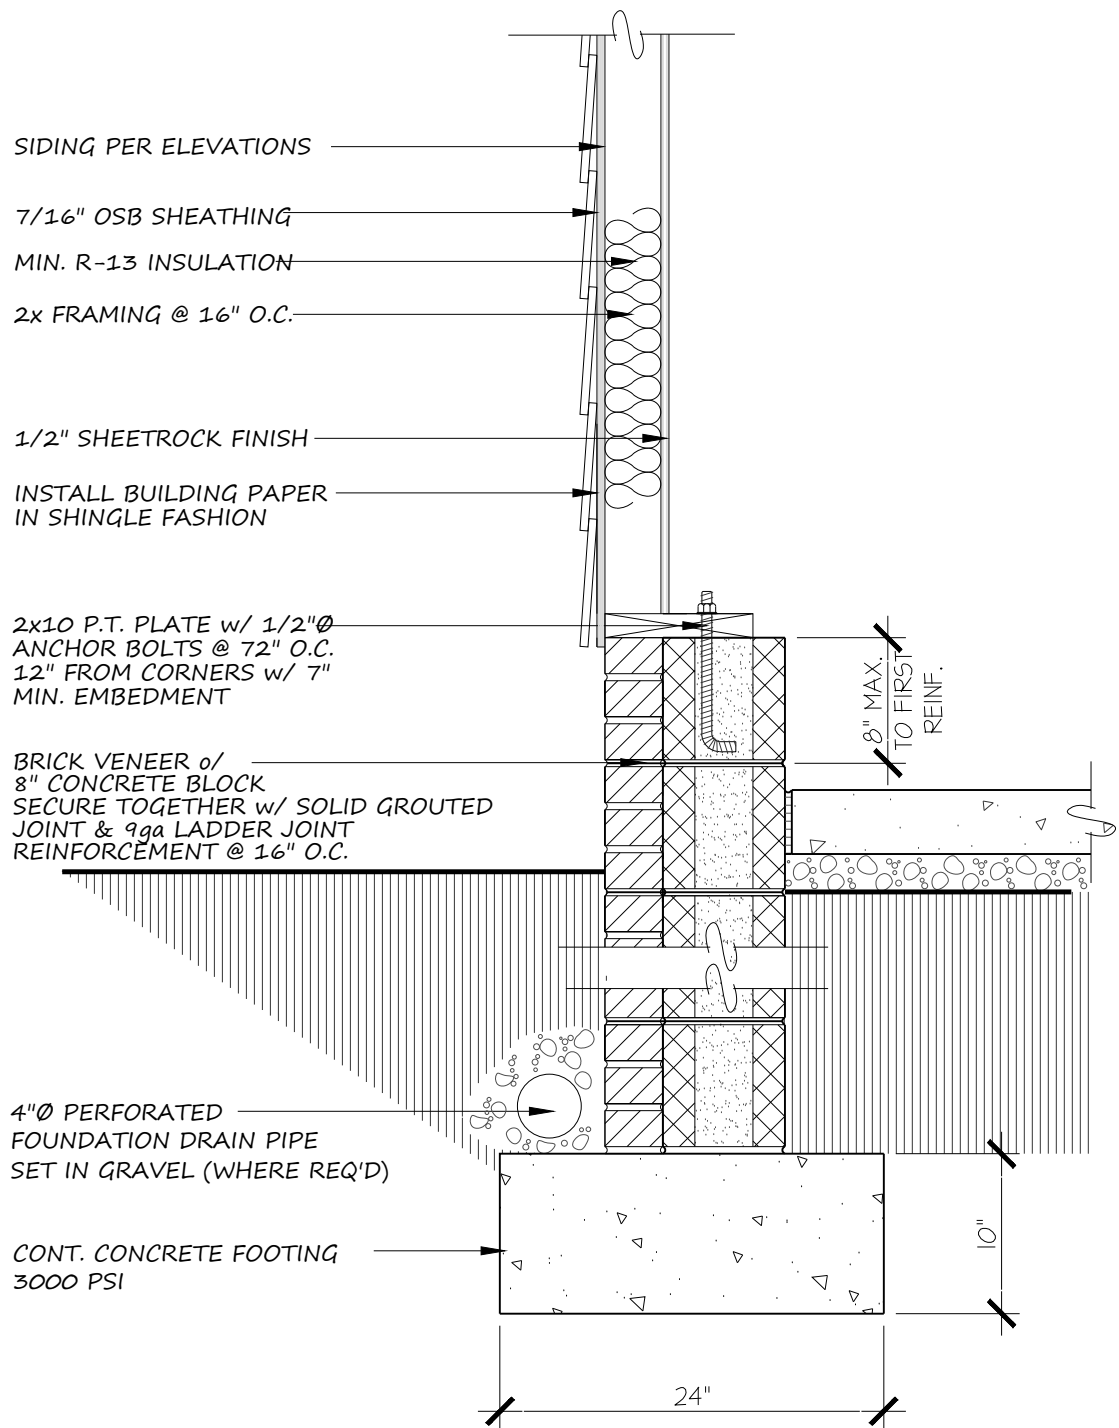 SIDING PER ELEVATIONS
7/16" OSB SHEATHING
MIN. R-13 INSULATION
2x FRAMING @ 16" O.C.
1/2" SHEETROCK FINISH
INSTALL BUILDING PAPER
IN SHINGLE FASHION
2x10 P.T. PLATE w/ 1/2"Ø
ANCHOR BOLTS @ 72" O.C.
12" FROM CORNERS w/ 7"
MIN. EMBEDMENT
8" MAX.
TO FIRST
REINF.
BRICK VENEER o/
8" CONCRETE BLOCK
SECURE TOGETHER w/ SOLID GROUTED
JOINT & 9ga LADDER JOINT
REINFORCEMENT @ 16" O.C.
4"Ø PERFORATED
FOUNDATION DRAIN PIPE
SET IN GRAVEL (WHERE REQ'D)
CONT. CONCRETE FOOTING
3000 PSI
10"
24"